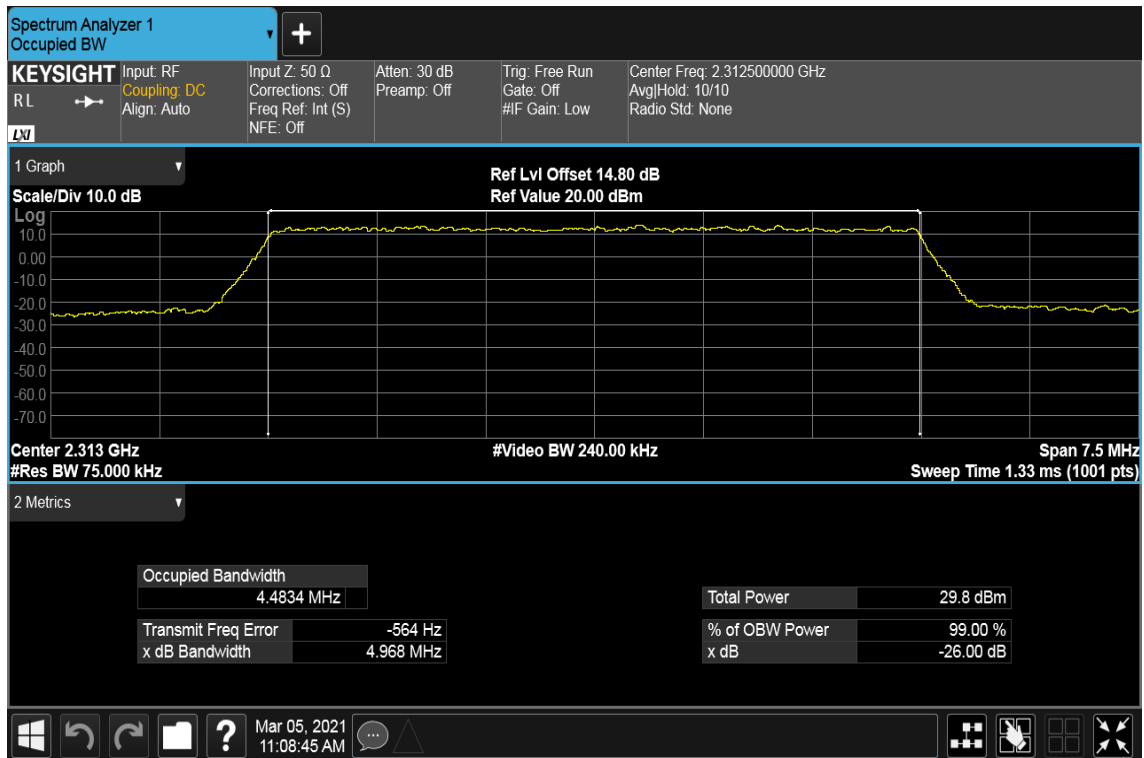 Spectrum Analyzer 1
Occupied BW
+
KEYSIGHT
RL
LXI
Input: RF
Coupling: DC
Align: Auto
Input Z: 50 Ω
Corrections: Off
Freq Ref: Int (S)
NFE: Off
Atten: 30 dB
Preamp: Off
Trig: Free Run
Gate: Off
#IF Gain: Low
Center Freq: 2.312500000 GHz
Avg|Hold: 10/10
Radio Std: None
1 Graph
Scale/Div 10.0 dB
Ref Lvl Offset 14.80 dB
Ref Value 20.00 dBm
Log
10.0
0.00
-10.0
-20.0
-30.0
-40.0
-50.0
-60.0
-70.0
Center 2.313 GHz
#Res BW 75.000 kHz
#Video BW 240.00 kHz
Span 7.5 MHz
Sweep Time 1.33 ms (1001 pts)
2 Metrics
Occupied Bandwidth
4.4834 MHz
Transmit Freq Error -564 Hz
x dB Bandwidth 4.968 MHz
Total Power 29.8 dBm
% of OBW Power 99.00 %
x dB -26.00 dB
?
Mar 05, 2021
11:08:45 AM